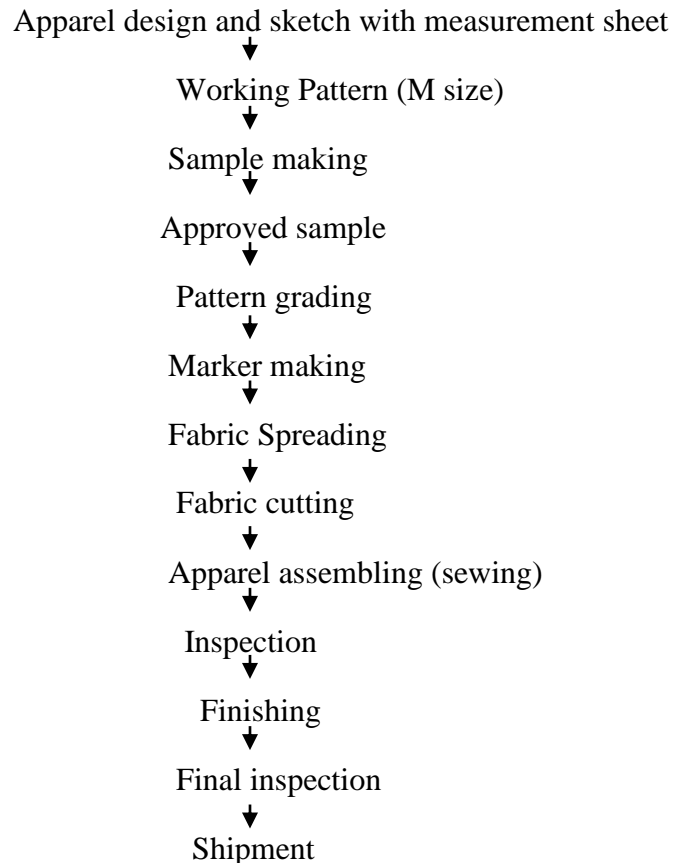 Apparel design and sketch with measurement sheet
Working Pattern (M size)
Sample making
Approved sample
Pattern grading
Marker making
Fabric Spreading
Fabric cutting
Apparel assembling (sewing)
Inspection
Finishing
Final inspection
Shipment